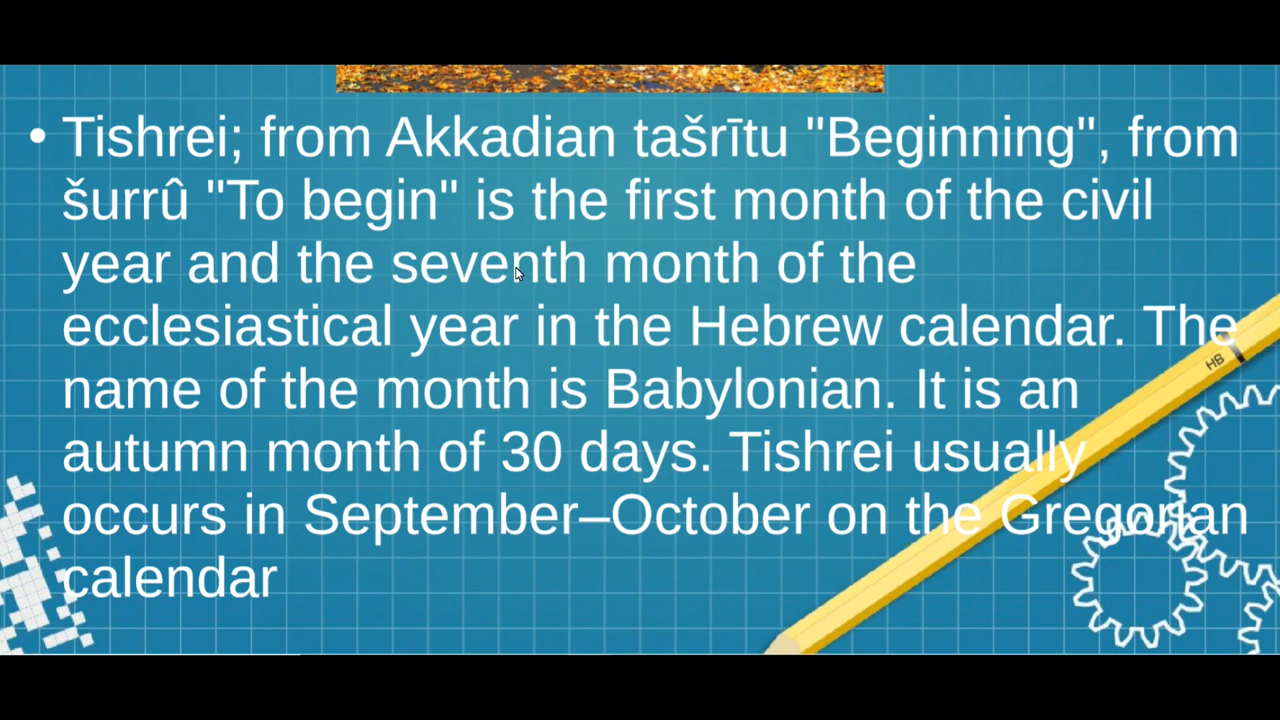 • Tishrei; from Akkadian tašrītu "Beginning", from
šurrû "To begin" is the first month of the civil
year and the seventh month of the
ecclesiastical year in the Hebrew calendar. The
name of the month is Babylonian. It is an
autumn month of 30 days. Tishrei usually
occurs in September–October on the Gregorian
calendar
HB